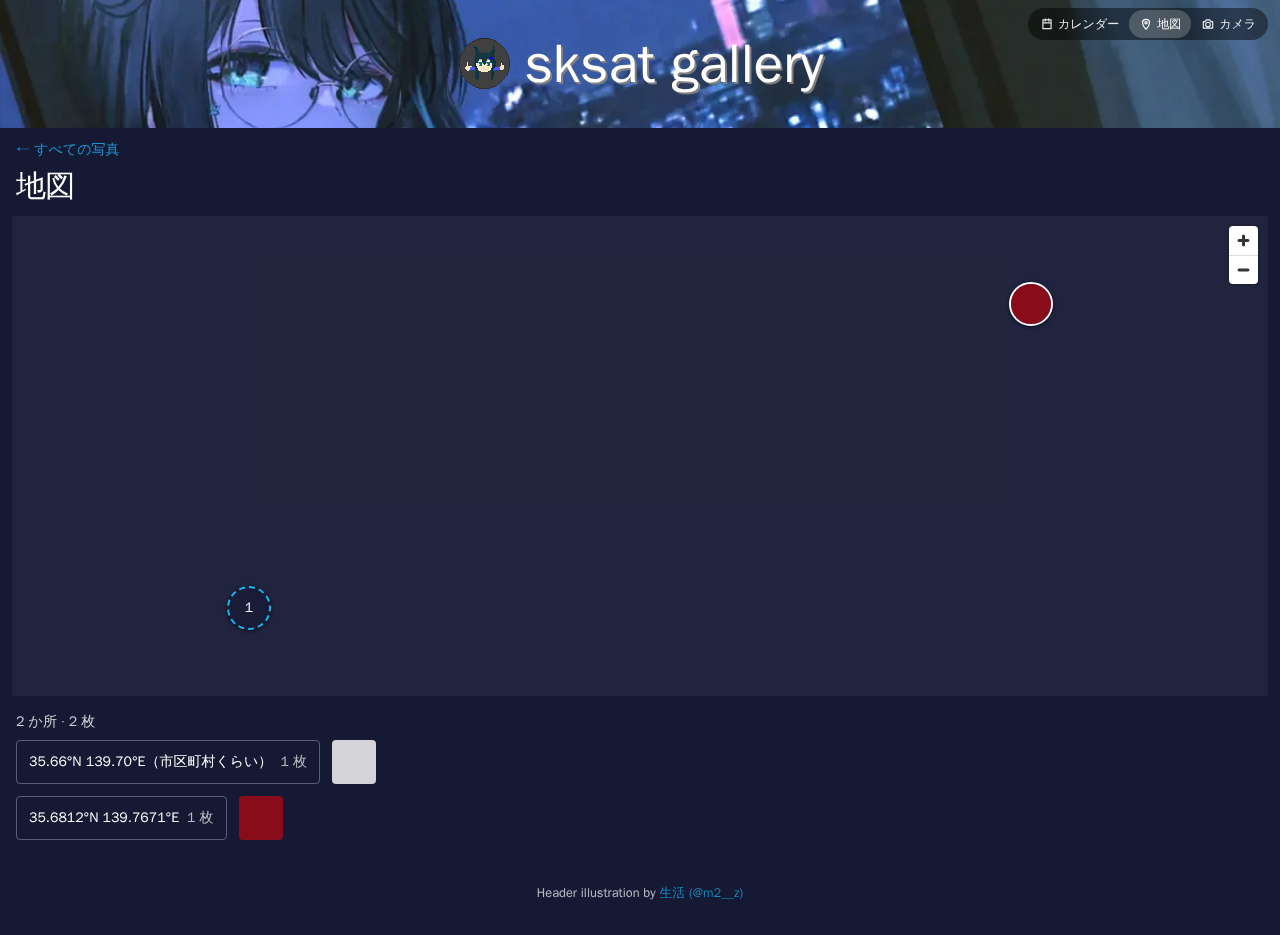 カレンダー
地図
カメラ
sksat gallery
← すべての写真
地図
1
2 か所 · 2 枚
35.66°N 139.70°E（市区町村くらい） 1 枚
35.6812°N 139.7671°E 1 枚
Header illustration by 生活 (@m2__z)